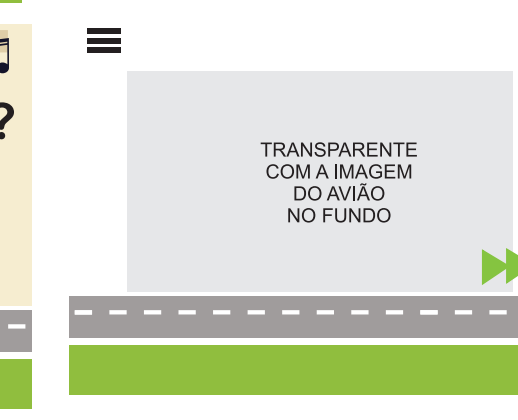 ?
TRANSPARENTE
COM A IMAGEM
DO AVIÃO
NO FUNDO